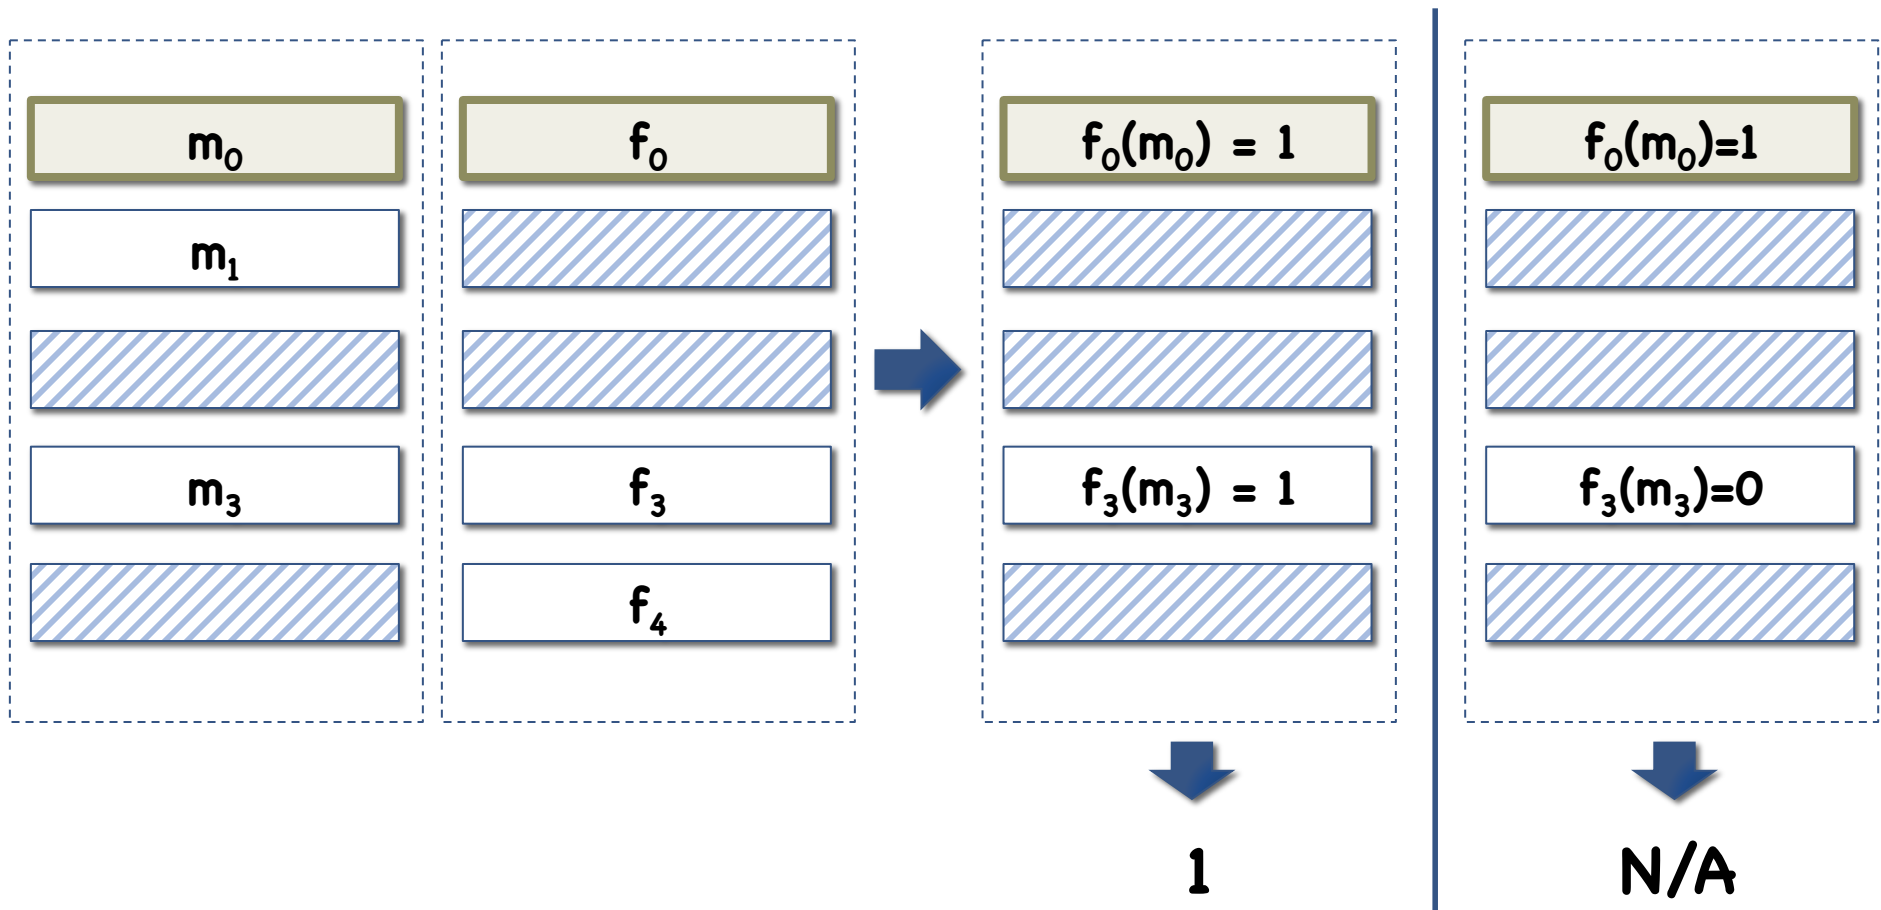 m₀
m₁
m₃
f₀
f₃
f₄
f₀(m₀) = 1
f₃(m₃) = 1
1
f₀(m₀)=1
f₃(m₃)=0
N/A